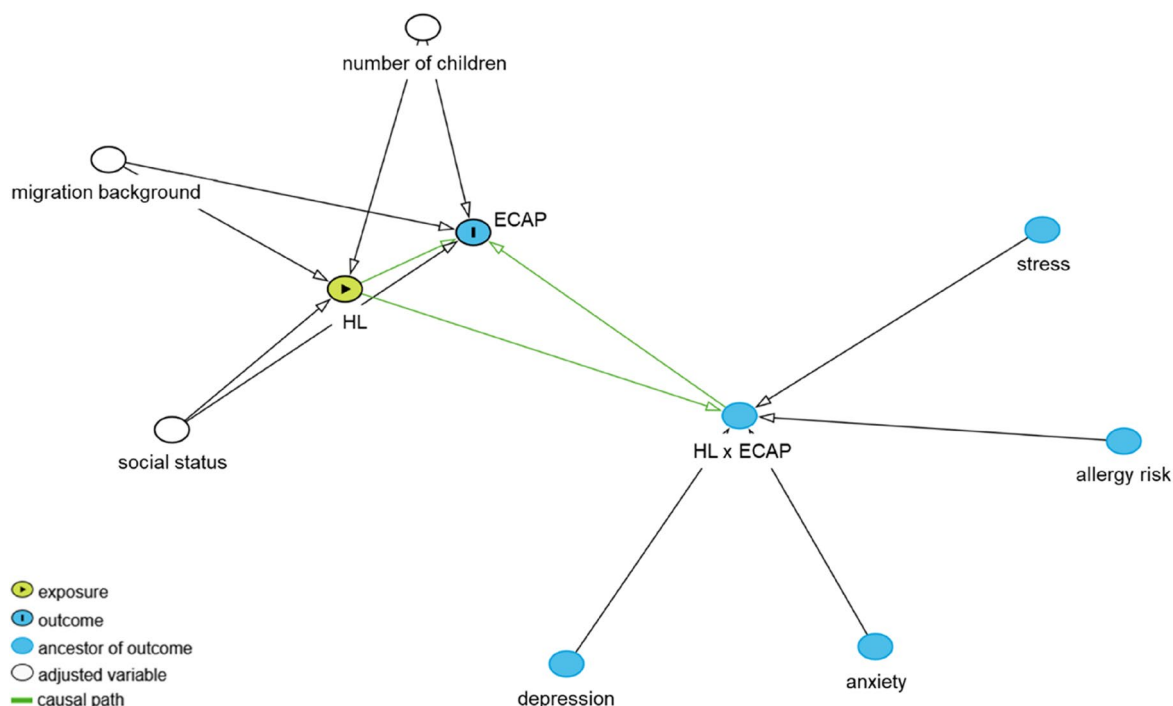 number of children
migration background
ECAP
stress
HL
HL x ECAP
social status
allergy risk
exposure
outcome
ancestor of outcome
adjusted variable
causal path
anxiety
depression